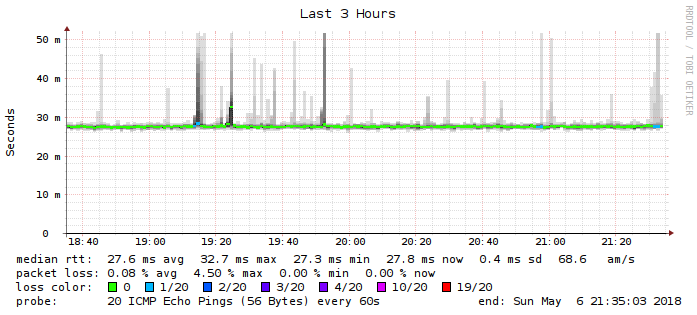 Last 3 Hours
RRDTOOL / TOBI OETIKER
Seconds
50 m
40 m
30 m
20 m
10 m
0
18:40 19:00 19:20 19:40 20:00 20:20 20:40 21:00 21:20
median rtt: 27.6 ms avg 32.7 ms max 27.3 ms min 27.8 ms now 0.4 ms sd 68.6 am/s
packet loss: 0.08 % avg 4.50 % max 0.00 % min 0.00 % now
loss color: 0 1/20 2/20 3/20 4/20 10/20 19/20
probe: 20 ICMP Echo Pings (56 Bytes) every 60s end: Sun May 6 21:35:03 2018